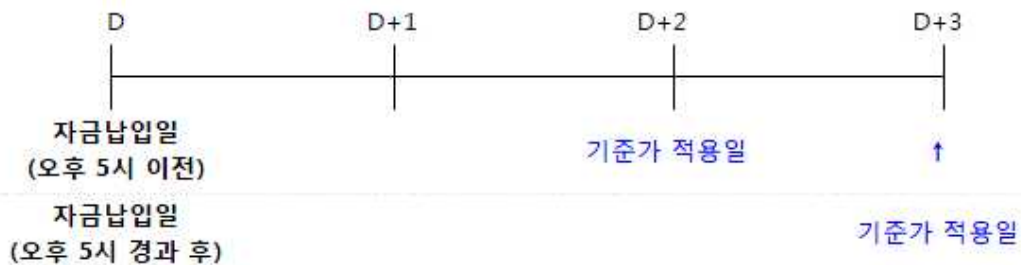 D D+1 D+2 D+3
자금납입일
(오후 5시 이전)
기준가 적용일 ↑
자금납입일
(오후 5시 경과 후)
기준가 적용일